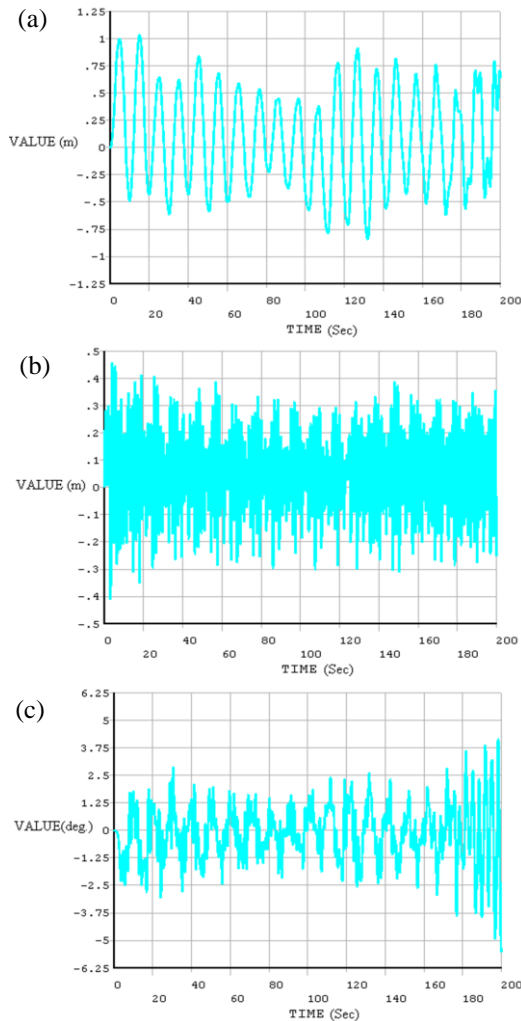 (a)
1.25
1
.75
.5
.25
VALUE (m)
0
-.25
-.5
-.75
-1
-1.25
0 40 80 120 160 200
20 60 100 140 180
TIME (Sec)
(b)
.5
.4
.3
.2
.1
VALUE (m)
0
-.1
-.2
-.3
-.4
-.5
0 40 80 120 160 200
20 60 100 140 180
TIME (Sec)
(c)
6.25
5
3.75
2.5
1.25
VALUE(deg.)
0
-1.25
-2.5
-3.75
-5
-6.25
0 40 80 120 160 200
20 60 100 140 180
TIME (Sec)